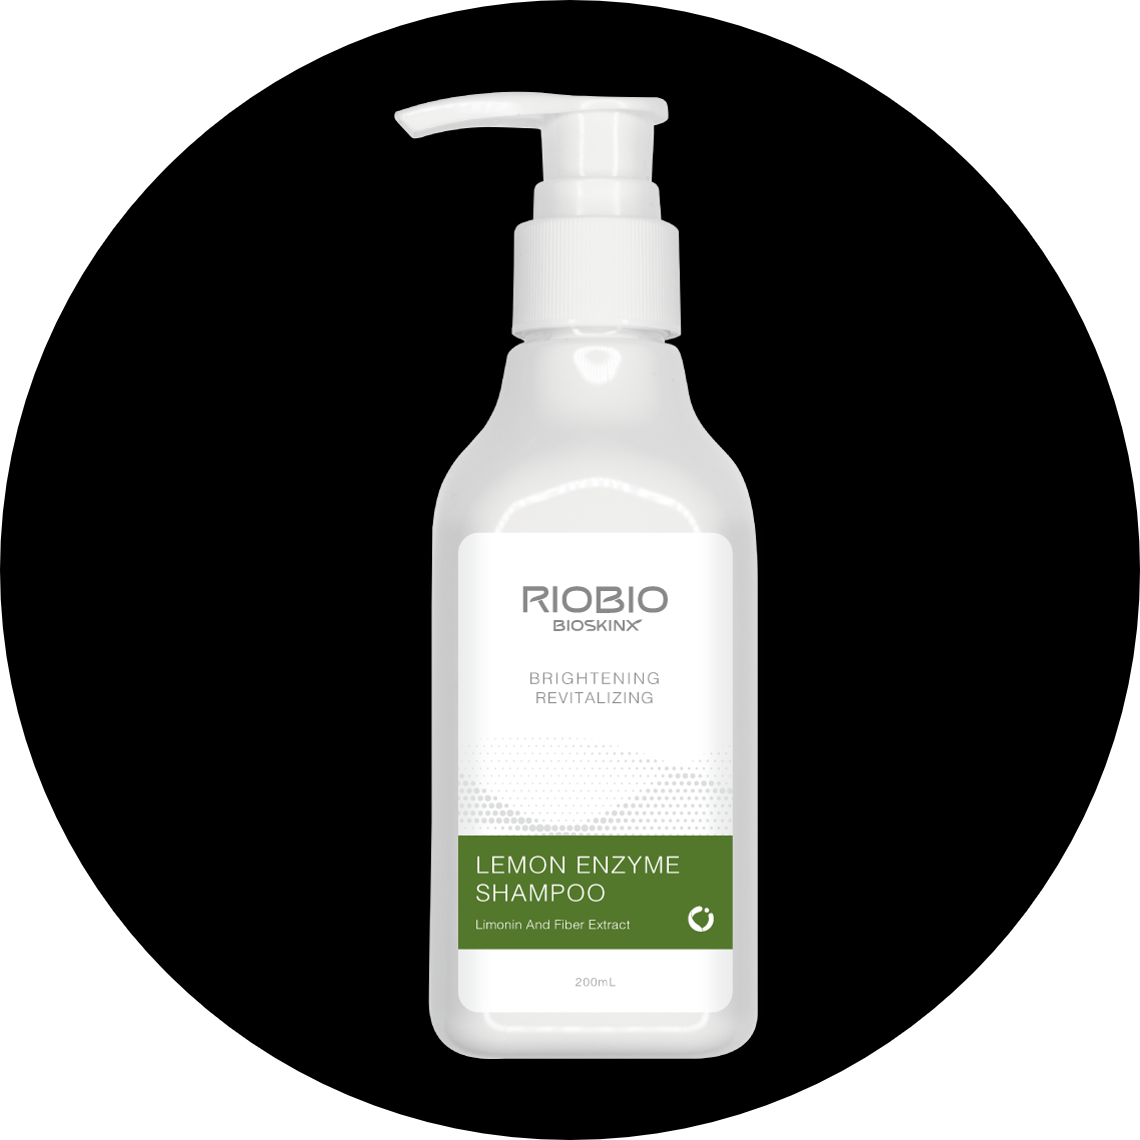 RIOBIO
BIOSKINX
BRIGHTENING
REVITALIZING
LEMON ENZYME
SHAMPOO
Limonin And Fiber Extract
200mL